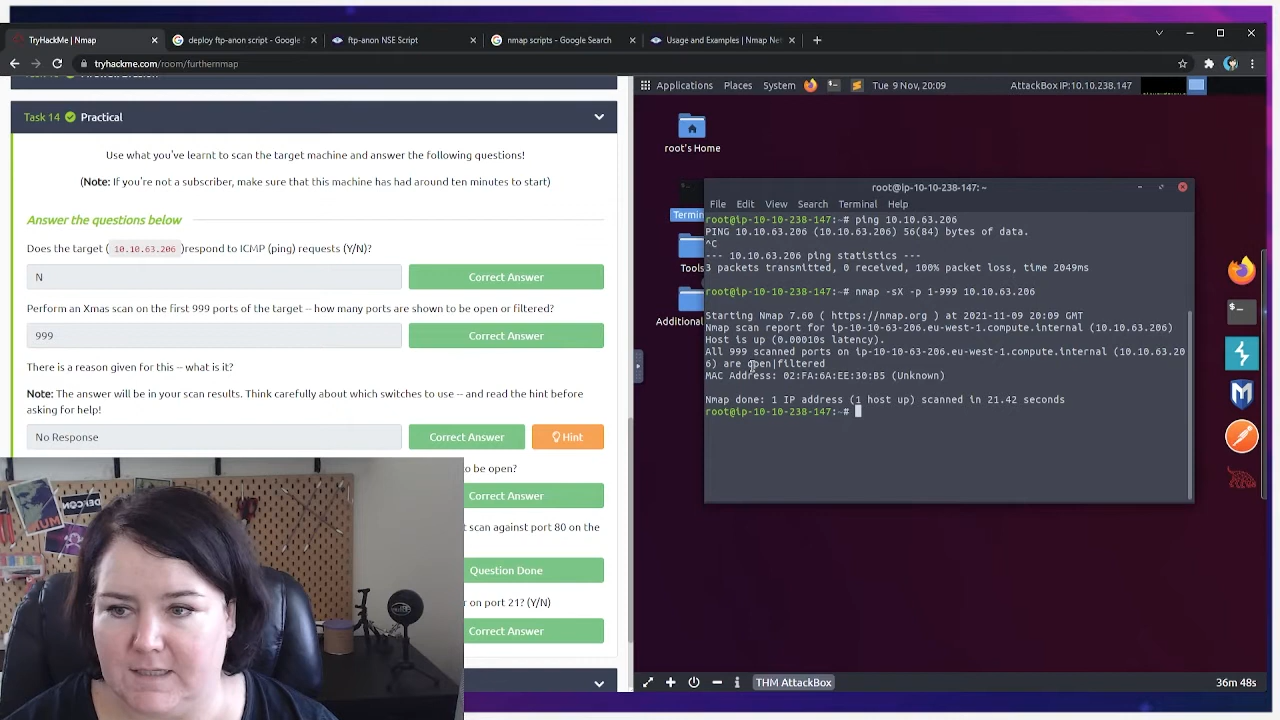 TryHackMe | Nmap
deploy ftp-anon script - Google
ftp-anon NSE Script
nmap scripts - Google Search
Usage and Examples | Nmap Net
tryhackme.com/room/furthernmap
Task 14 Practical
Use what you've learnt to scan the target machine and answer the following questions!
(Note: If you're not a subscriber, make sure that this machine has had around ten minutes to start)
Answer the questions below
Does the target ( 10.10.63.206 )respond to ICMP (ping) requests (Y/N)?
N
Correct Answer
Perform an Xmas scan on the first 999 ports of the target -- how many ports are shown to be open or filtered?
999
Correct Answer
There is a reason given for this -- what is it?
Note: The answer will be in your scan results. Think carefully about which switches to use -- and read the hint before
asking for help!
No Response
Correct Answer
Hint
to be open?
Correct Answer
scan against port 80 on the
Question Done
r on port 21? (Y/N)
Correct Answer
DEFCON
Applications Places System
Tue 9 Nov, 20:09
AttackBox IP:10.10.238.147
root's Home
Termin
Tools
Additional
root@ip-10-10-238-147: ~
File Edit View Search Terminal Help
root@ip-10-10-238-147:~# ping 10.10.63.206
PING 10.10.63.206 (10.10.63.206) 56(84) bytes of data.
^C
--- 10.10.63.206 ping statistics ---
3 packets transmitted, 0 received, 100% packet loss, time 2049ms
root@ip-10-10-238-147:~# nmap -sX -p 1-999 10.10.63.206
Starting Nmap 7.60 ( https://nmap.org ) at 2021-11-09 20:09 GMT
Nmap scan report for ip-10-10-63-206.eu-west-1.compute.internal (10.10.63.206)
Host is up (0.00010s latency).
All 999 scanned ports on ip-10-10-63-206.eu-west-1.compute.internal (10.10.63.20
6) are open|filtered
MAC Address: 02:FA:6A:EE:30:B5 (Unknown)
Nmap done: 1 IP address (1 host up) scanned in 21.42 seconds
root@ip-10-10-238-147:~#
THM AttackBox
36m 48s